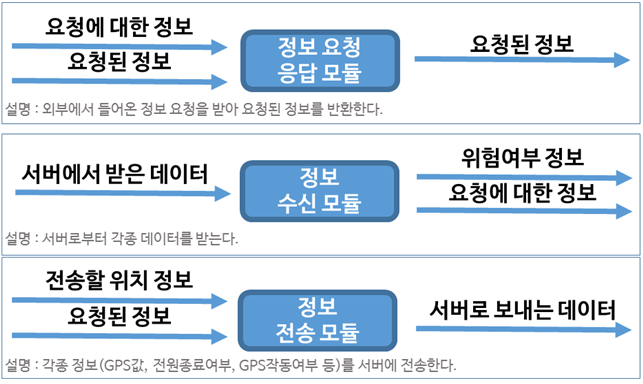 요청에 대한 정보
요청된 정보
정보 요청
응답 모듈
요청된 정보
설명 : 외부에서 들어온 정보 요청을 받아 요청된 정보를 반환한다.
서버에서 받은 데이터
정보
수신 모듈
위험여부 정보
요청에 대한 정보
설명 : 서버로부터 각종 데이터를 받는다.
전송할 위치 정보
요청된 정보
정보
전송 모듈
서버로 보내는 데이터
설명 : 각종 정보(GPS값, 전원종료여부, GPS작동여부 등)를 서버에 전송한다.